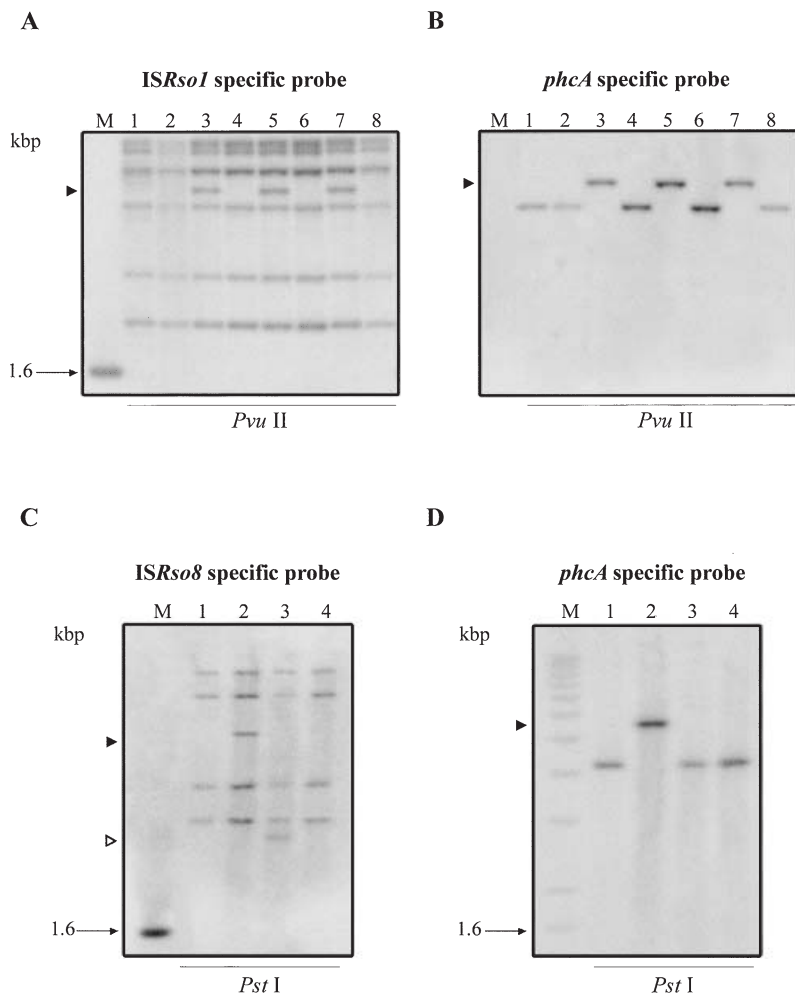 A
B
ISRso1 specific probe
phcA specific probe
M 1 2 3 4 5 6 7 8
M 1 2 3 4 5 6 7 8
kbp
1.6
Pvu II
Pvu II
C
D
ISRso8 specific probe
phcA specific probe
M 1 2 3 4
M 1 2 3 4
kbp
kbp
1.6
1.6
Pst I
Pst I